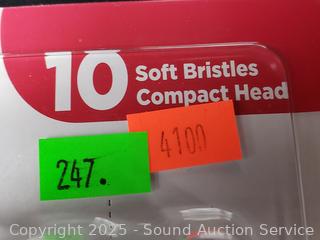 10
Soft Bristles
Compact Head
4100
247.
Copyright 2025 - Sound Auction Service